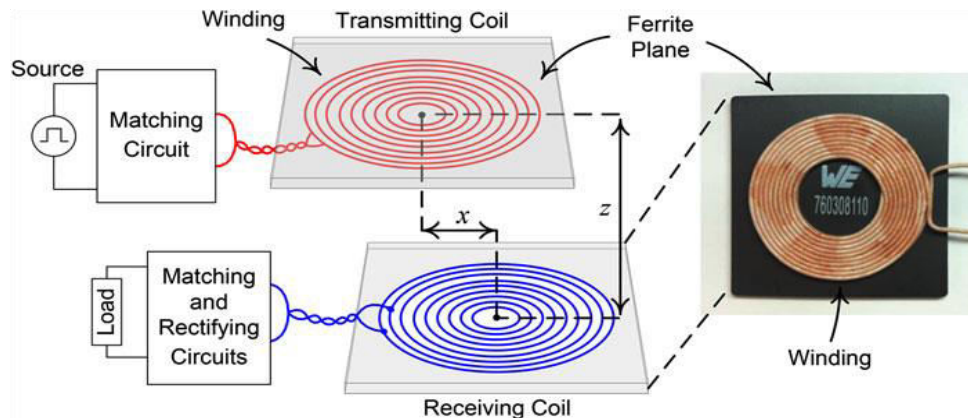 Transmitting Coil
Winding
Ferrite
Plane
Source
Matching
Circuit
x
z
WE
760308110
Load
Matching
and
Rectifying
Circuits
Winding
Receiving Coil